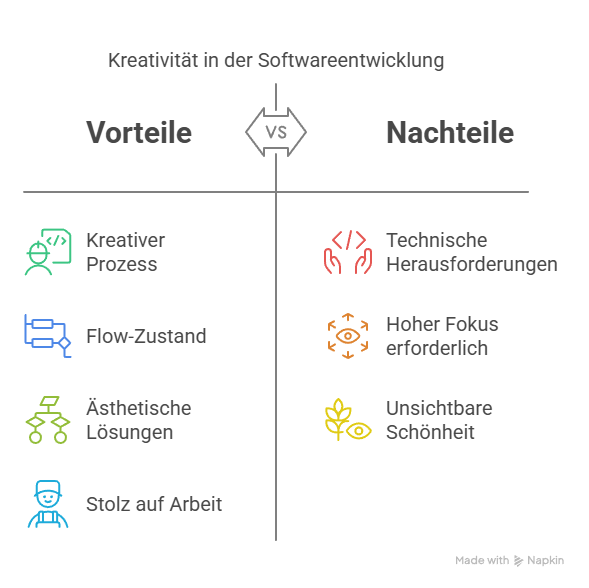 Kreativität in der Softwareentwicklung
Vorteile
VS
Nachteile
Kreativer
Prozess
Flow-Zustand
Ästhetische
Lösungen
Stolz auf Arbeit
Technische
Herausforderungen
Hoher Fokus
erforderlich
Unsichtbare
Schönheit
Made with Napkin